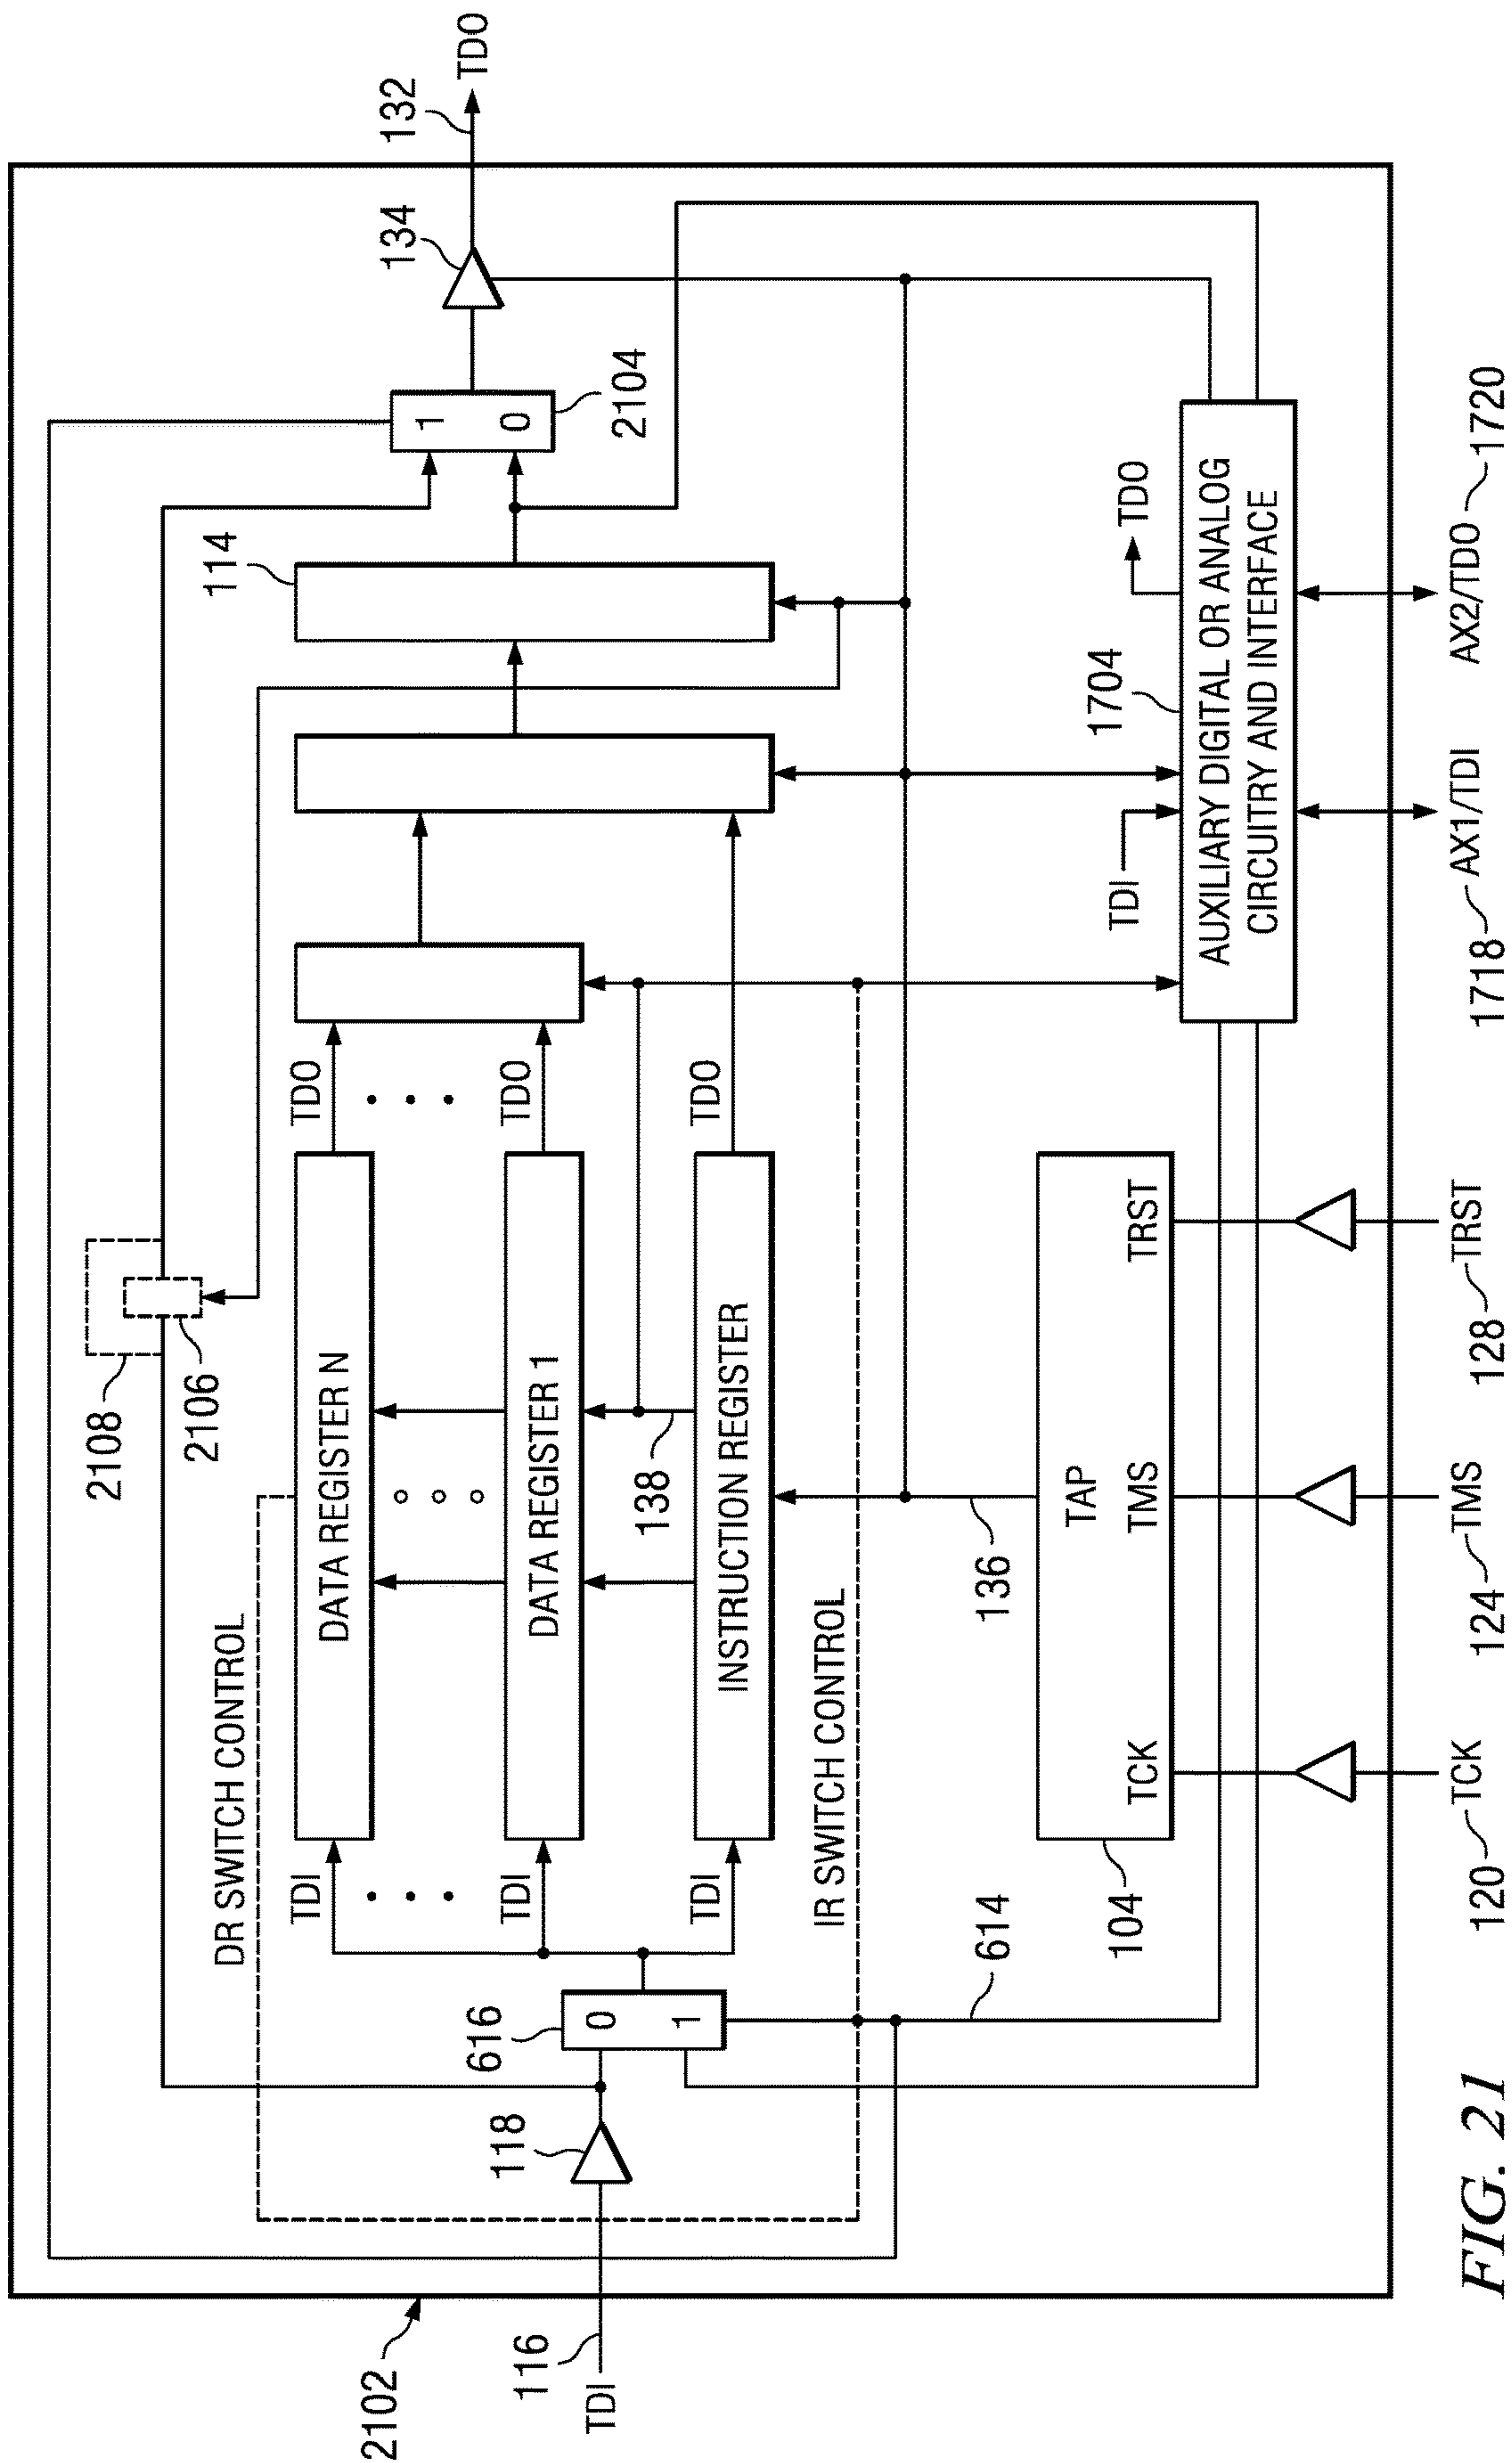 2102
116
TDI
118
616
0
1
614
DR SWITCH CONTROL
IR SWITCH CONTROL
TDI
TDI
TDI
DATA REGISTER N
DATA REGISTER 1
INSTRUCTION REGISTER
138
136
2108
2106
TDO
TDO
TDO
114
1
0
2104
134
132
TDO
104
TAP
TCK
TMS
TRST
TDI
1704
TDO
AUXILIARY DIGITAL OR ANALOG
CIRCUITRY AND INTERFACE
120 TCK
124 TMS
128 TRST
1718 AX1/TDI
AX2/TDO 1720
FIG. 21